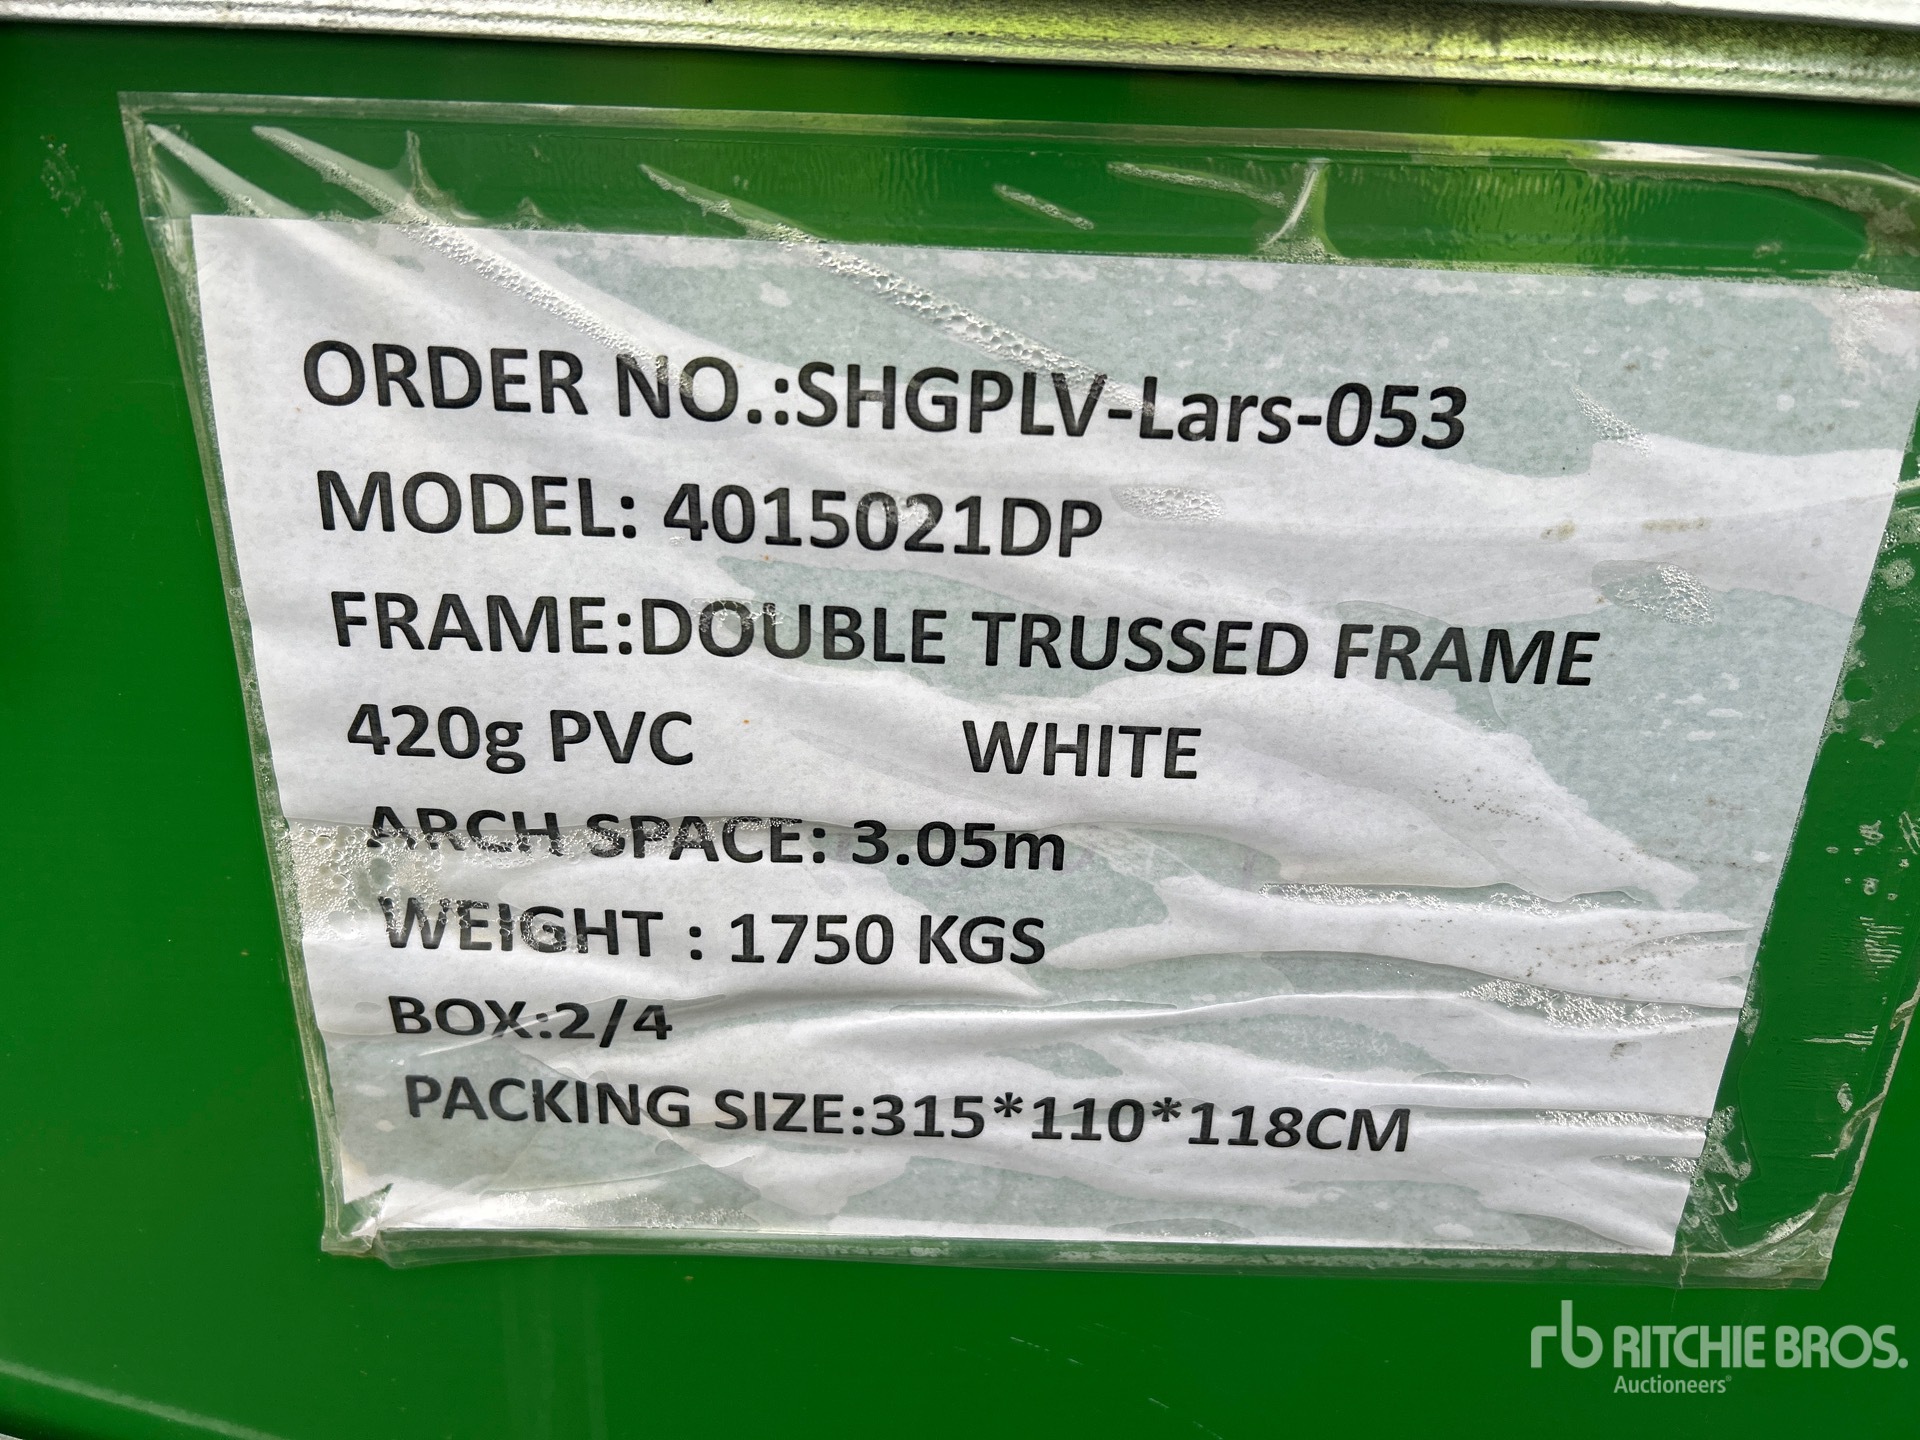 ORDER NO.:SHGPLV-Lars-053
MODEL: 4015021DP
FRAME:DOUBLE TRUSSED FRAME
420g PVC WHITE
ARCH SPACE: 3.05m
WEIGHT : 1750 KGS
BOX:2/4
PACKING SIZE:315*110*118CM
rb RITCHIE BROS.
Auctioneers®